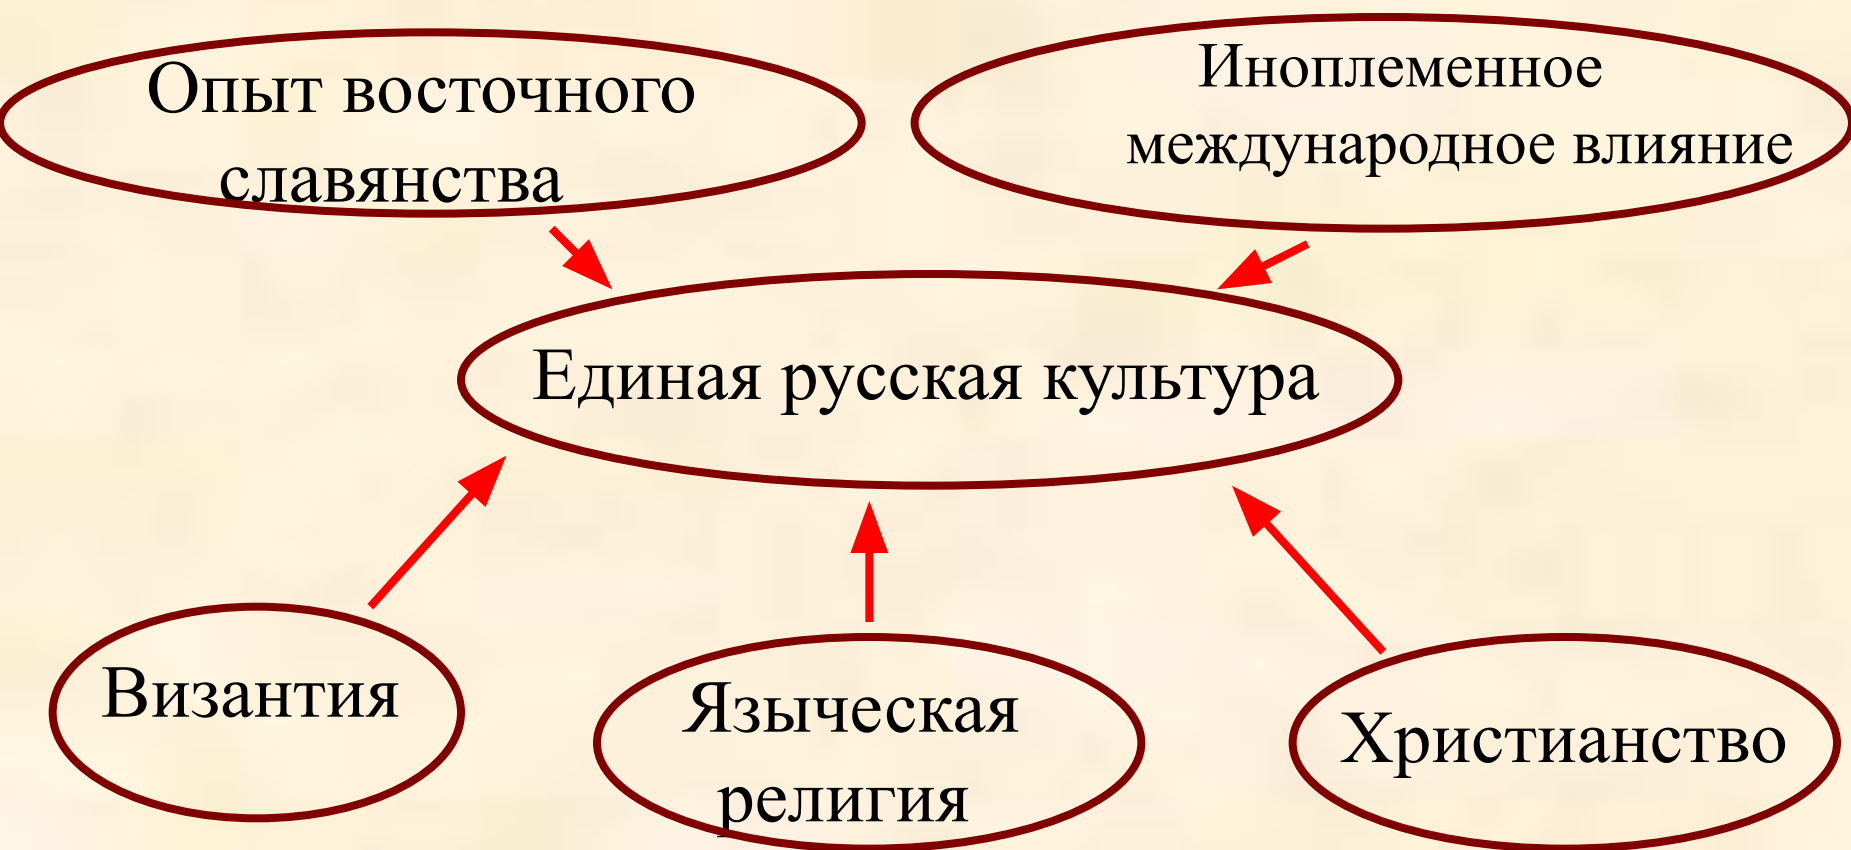 Опыт восточного
славянства
Иноплеменное
международное влияние
Единая русская культура
Византия
Языческая
религия
Христианство